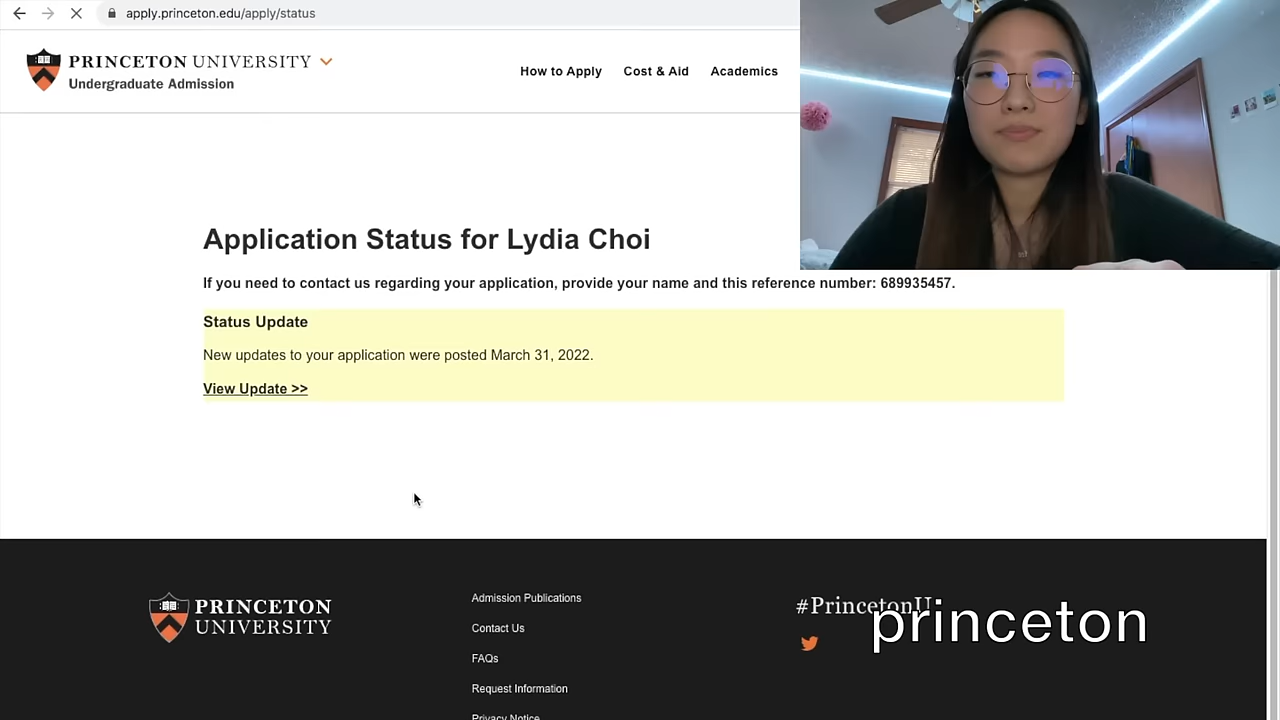 apply.princeton.edu/apply/status
PRINCETON UNIVERSITY
Undergraduate Admission
How to Apply
Cost & Aid
Academics
Application Status for Lydia Choi
If you need to contact us regarding your application, provide your name and this reference number: 689935457.
Status Update
New updates to your application were posted March 31, 2022.
View Update >>
PRINCETON
UNIVERSITY
Admission Publications
Contact Us
FAQs
Request Information
Privacy Notice
#PrincetonU
princeton